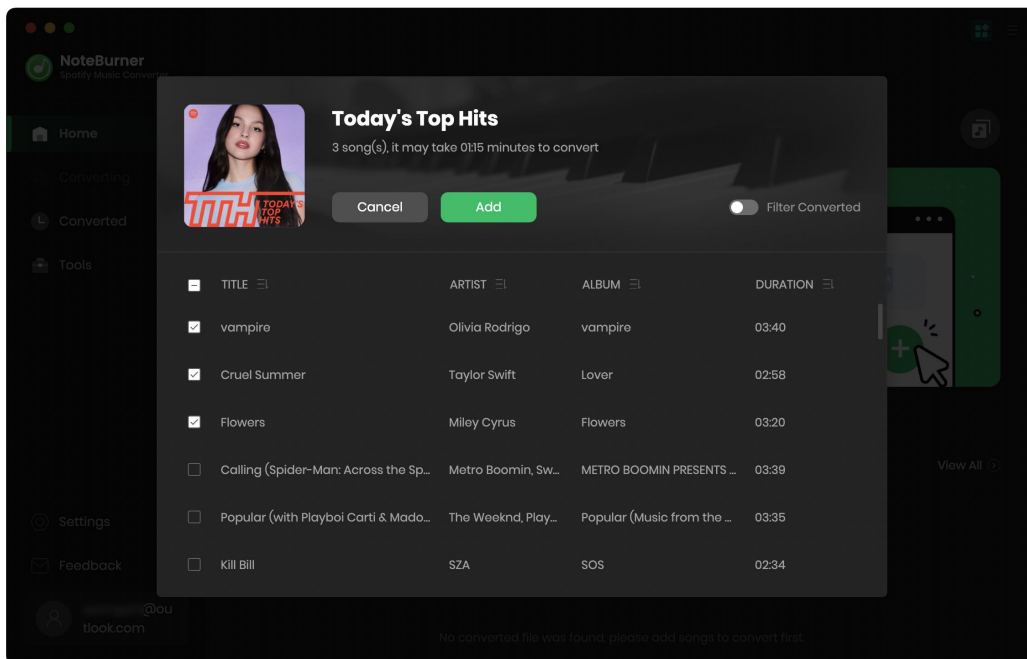 NoteBurner
Spotify Music Converter
Home
Converting
Converted
Tools
Settings
Feedback
@ou
tlook.com
Today's Top Hits
3 song(s), it may take 01:15 minutes to convert
Cancel
Add
Filter Converted
TTH TODAY'S
TOP
HITS
TITLE ARTIST ALBUM DURATION
vampire Olivia Rodrigo vampire 03:40
Cruel Summer Taylor Swift Lover 02:58
Flowers Miley Cyrus Flowers 03:20
Calling (Spider-Man: Across the Sp... Metro Boomin, Sw... METRO BOOMIN PRESENTS ... 03:39
Popular (with Playboi Carti & Mado... The Weeknd, Play... Popular (Music from the ... 03:35
Kill Bill SZA SOS 02:34
View All
No converted file was found, please add songs to convert first.